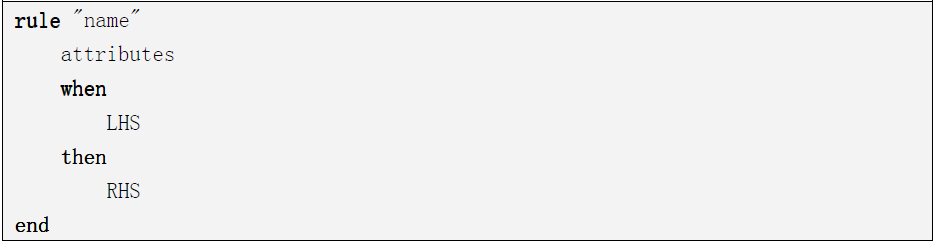 rule "name"
attributes
when
LHS
then
RHS
end